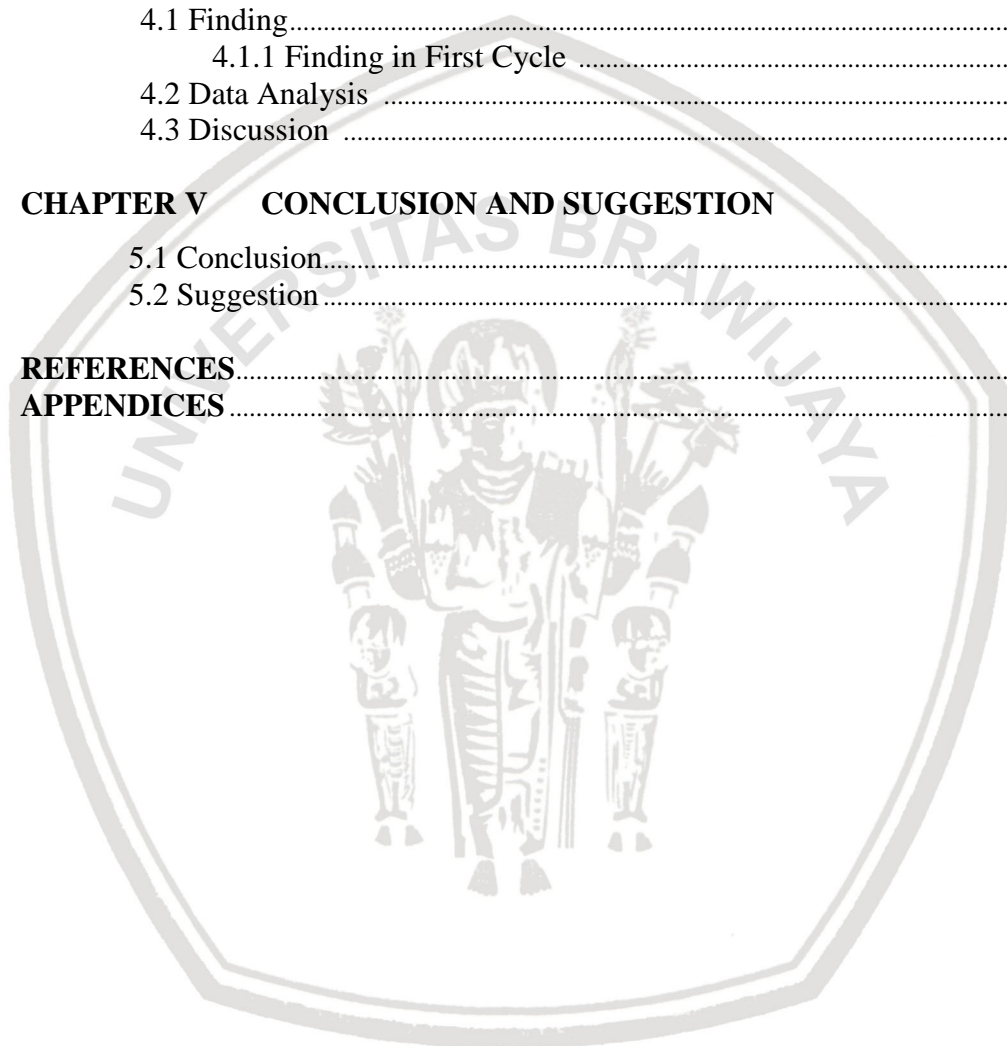 4.1 Finding................................................................................
4.1.1 Finding in First Cycle ................................................................
4.2 Data Analysis ................................................................................
4.3 Discussion ................................................................................
CHAPTER V CONCLUSION AND SUGGESTION
5.1 Conclusion................................................................................
5.2 Suggestion................................................................................
REFERENCES................................................................................
APPENDICES................................................................................
UNIVERSITAS BRAWIJAYA